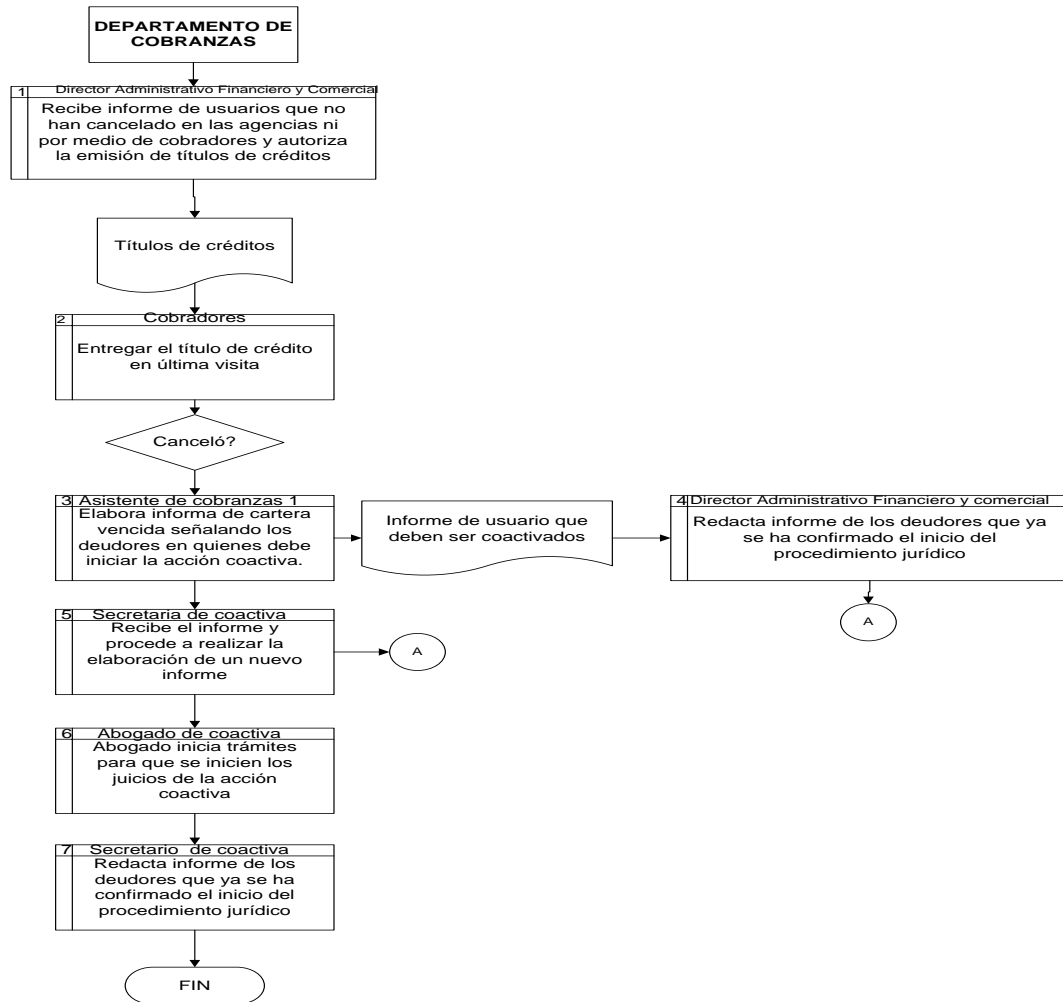 DEPARTAMENTO DE
COBRANZAS
1 Director Administrativo Financiero y Comercial
Recibe informe de usuarios que no
han cancelado en las agencias ni
por medio de cobradores y autoriza
la emisión de títulos de créditos
Títulos de créditos
2 Cobradores
Entregar el título de crédito
en última visita
Canceló?
3 Asistente de cobranzas 1
Elabora informa de cartera
vencida señalando los
deudores en quienes debe
iniciar la acción coactiva.
Informe de usuario que
deben ser coactivados
4 Director Administrativo Financiero y comercial
Redacta informe de los deudores que ya
se ha confirmado el inicio del
procedimiento jurídico
A
5 Secretaria de coactiva
Recibe el informe y
procede a realizar la
elaboración de un nuevo
informe
A
6 Abogado de coactiva
Abogado inicia trámites
para que se inicien los
juicios de la acción
coactiva
7 Secretario de coactiva
Redacta informe de los
deudores que ya se ha
confirmado el inicio del
procedimiento jurídico
FIN